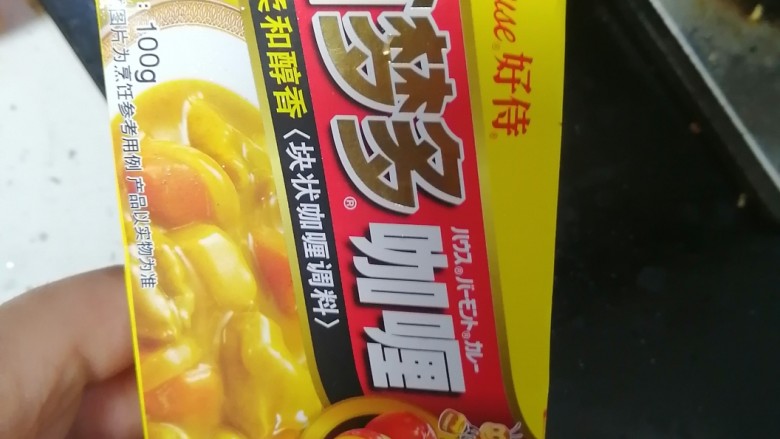 use® 好侍®
梦多® 咖喱
ハウス®バーモント®カレー
和醇香〈块状咖喱调料〉
: 100g
图片为烹饪参考用例 产品以实物为准